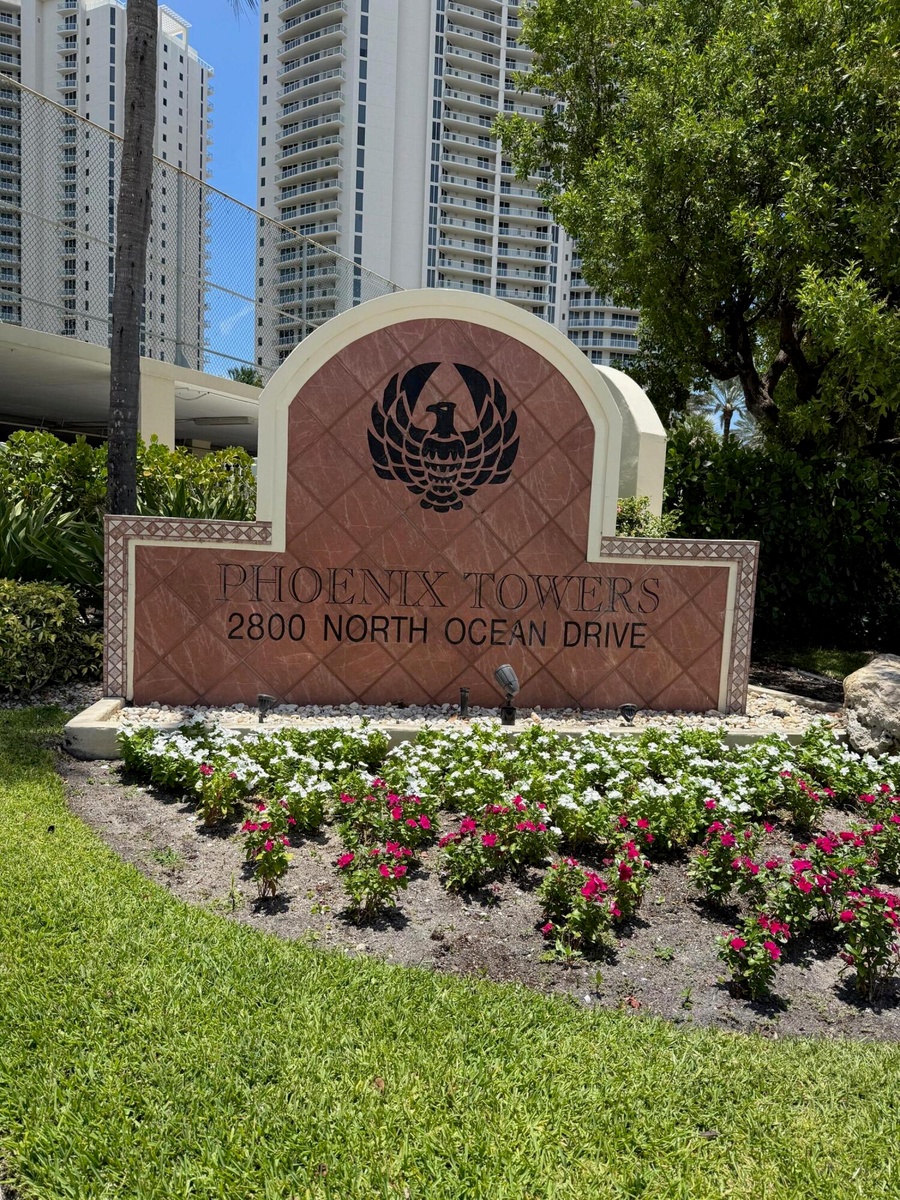 PHOENIX TOWERS
2800 NORTH OCEAN DRIVE